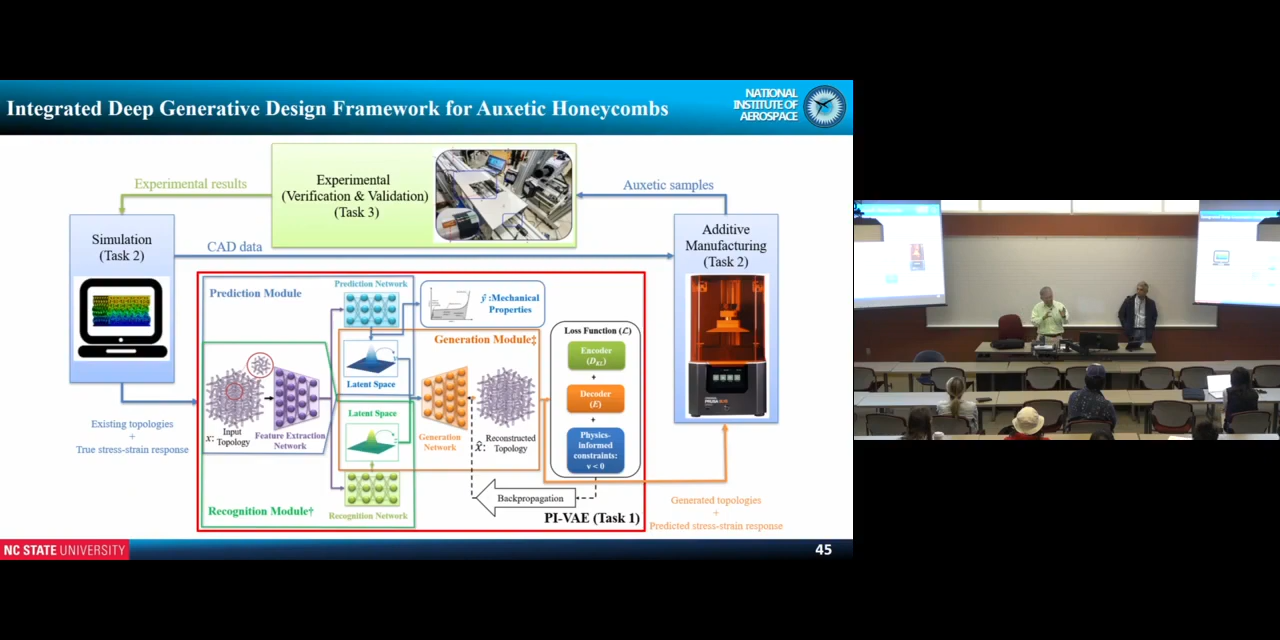 Integrated Deep Generative Design Framework for Auxetic Honeycombs
NATIONAL
INSTITUTE OF
AEROSPACE
Experimental results
Experimental
(Verification & Validation)
(Task 3)
Auxetic samples
Simulation
(Task 2)
CAD data
Additive
Manufacturing
(Task 2)
Prediction Module
Prediction Network
ŷ:Mechanical
Properties
Loss Function (ℒ)
Generation Module‡
Encoder
(D_KL)
+
Decoder
(E)
+
Physics-
informed
constraints:
ν < 0
Latent Space
Latent Space
x: Input
Topology
Feature Extraction
Network
Generation
Network
x̂: Reconstructed
Topology
Existing topologies
+
True stress-strain response
Backpropagation
Recognition Module†
Recognition Network
PI-VAE (Task 1)
Generated topologies
+
Predicted stress-strain response
NC STATE UNIVERSITY
45